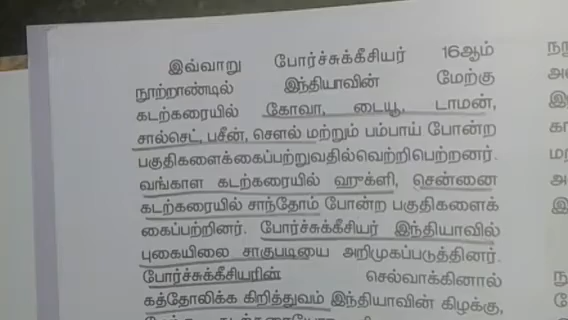 இவ்வாறு போர்ச்சுக்கீசியர் 16ஆம்
நூற்றாண்டில் இந்தியாவின் மேற்கு
கடற்கரையில் கோவா, டையூ, டாமன்,
சால்செட், பசீன், சௌல் மற்றும் பம்பாய் போன்ற
பகுதிகளைக்கைப்பற்றுவதில்வெற்றிபெற்றனர்.
வங்காள கடற்கரையில் ஹுக்ளி, சென்னை
கடற்கரையில் சாந்தோம் போன்ற பகுதிகளைக்
கைப்பற்றினர். போர்ச்சுக்கீசியர் இந்தியாவில்
புகையிலை சாகுபடியை அறிமுகப்படுத்தினர்.
போர்ச்சுக்கீசியரின் செல்வாக்கினால்
கத்தோலிக்க கிறித்துவம் இந்தியாவின் கிழக்கு,